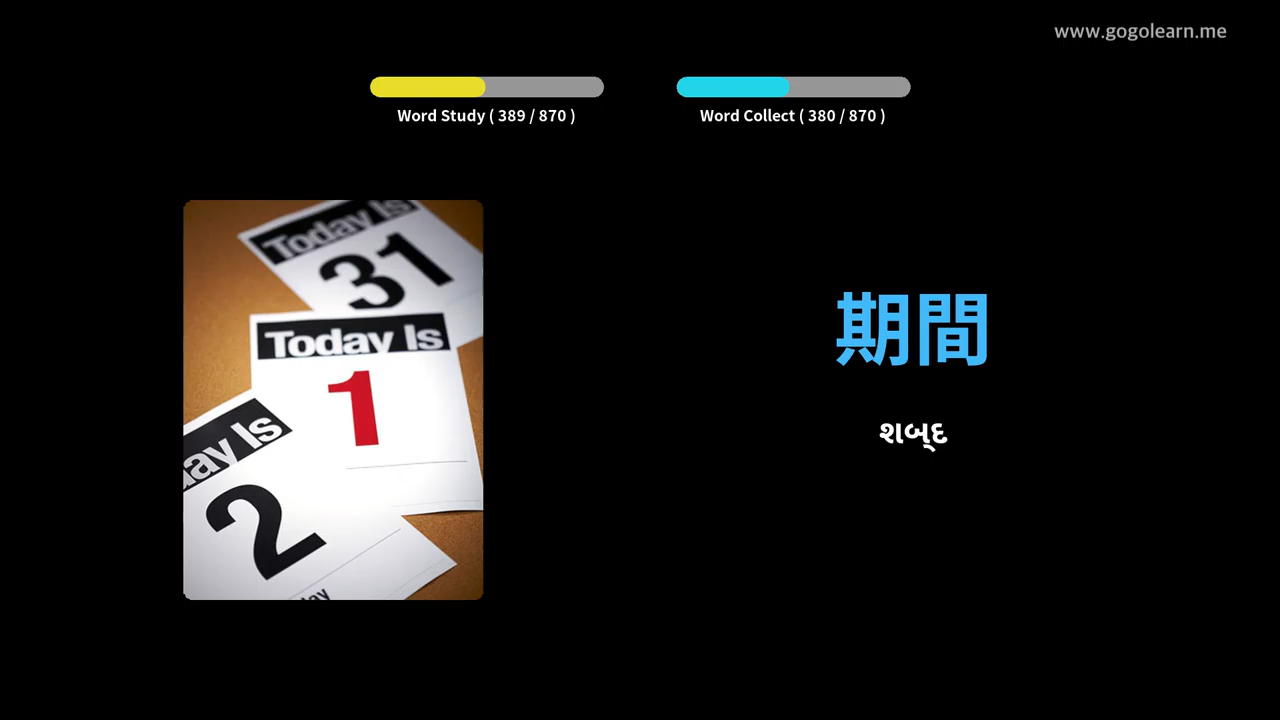 www.gogolearn.me
Word Study ( 389 / 870 )
Word Collect ( 380 / 870 )
Today Is
31
Today Is
1
ay Is
2
期間
શબ્દ